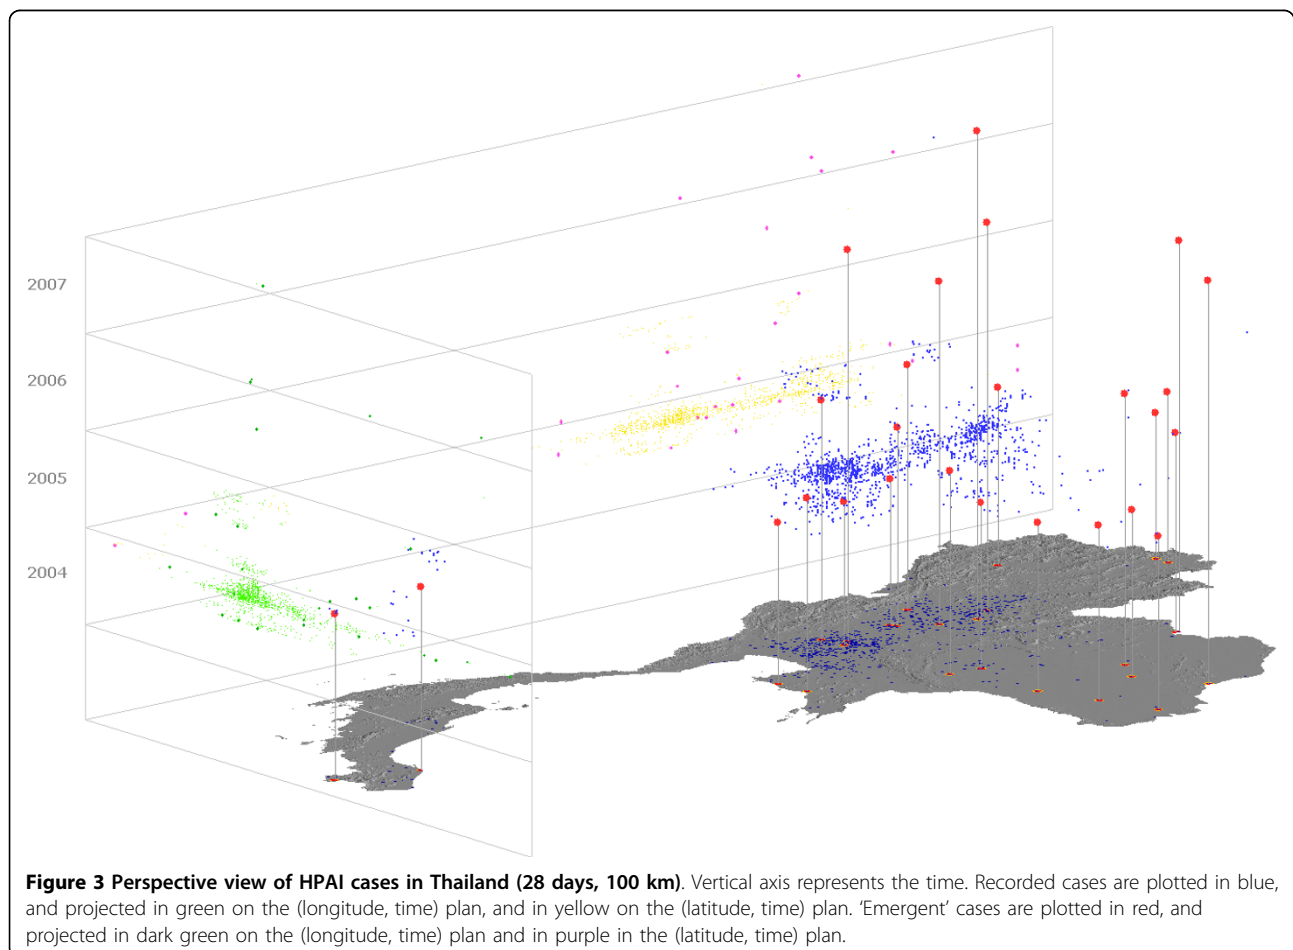 2007
2006
2005
2004
Figure 3 Perspective view of HPAI cases in Thailand (28 days, 100 km). Vertical axis represents the time. Recorded cases are plotted in blue,
and projected in green on the (longitude, time) plan, and in yellow on the (latitude, time) plan. ‘Emergent’ cases are plotted in red, and
projected in dark green on the (longitude, time) plan and in purple in the (latitude, time) plan.